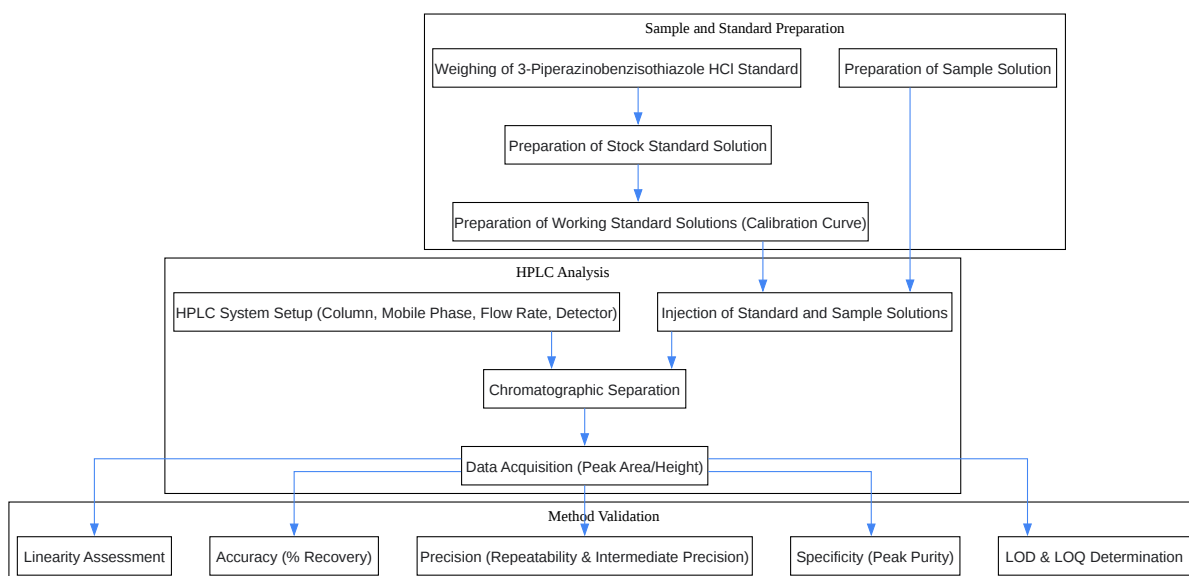 Sample and Standard Preparation
Weighing of 3-Piperazinobenzisothiazole HCl Standard
Preparation of Sample Solution
Preparation of Stock Standard Solution
Preparation of Working Standard Solutions (Calibration Curve)
HPLC Analysis
HPLC System Setup (Column, Mobile Phase, Flow Rate, Detector)
Injection of Standard and Sample Solutions
Chromatographic Separation
Data Acquisition (Peak Area/Height)
Method Validation
Linearity Assessment
Accuracy (% Recovery)
Precision (Repeatability & Intermediate Precision)
Specificity (Peak Purity)
LOD & LOQ Determination